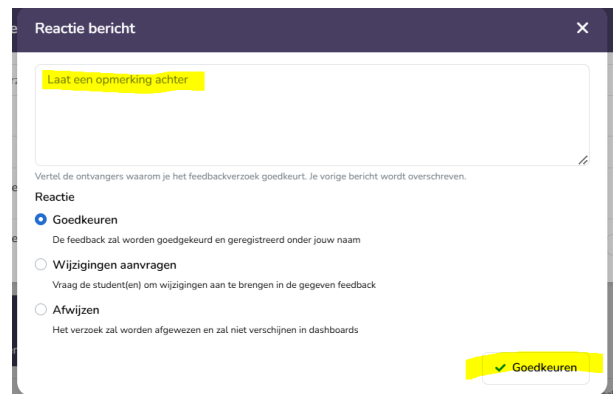 Reactie bericht
Laat een opmerking achter
Vertel de ontvangers waarom je het feedbackverzoek goedkeurt. Je vorige bericht wordt overschreven.
Reactie
Goedkeuren
De feedback zal worden goedgekeurd en geregistreerd onder jouw naam
Wijzigingen aanvragen
Vraag de student(en) om wijzigingen aan te brengen in de gegeven feedback
Afwijzen
Het verzoek zal worden afgewezen en zal niet verschijnen in dashboards
Goedkeuren